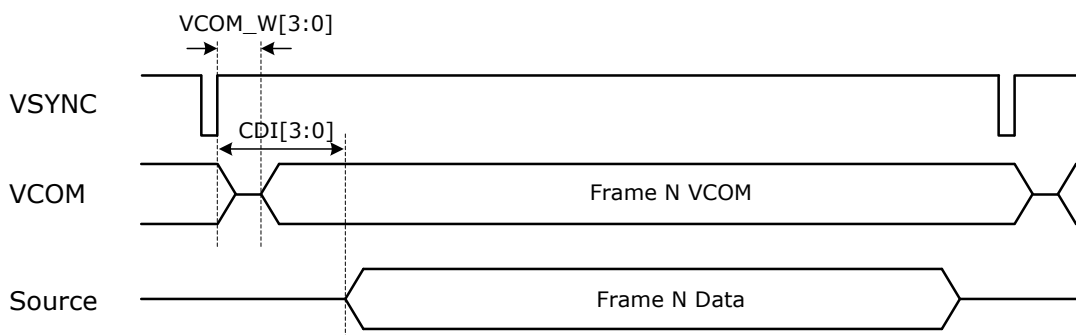 VCOM_W[3:0]
VSYNC
CDI[3:0]
VCOM
Frame N VCOM
Source
Frame N Data